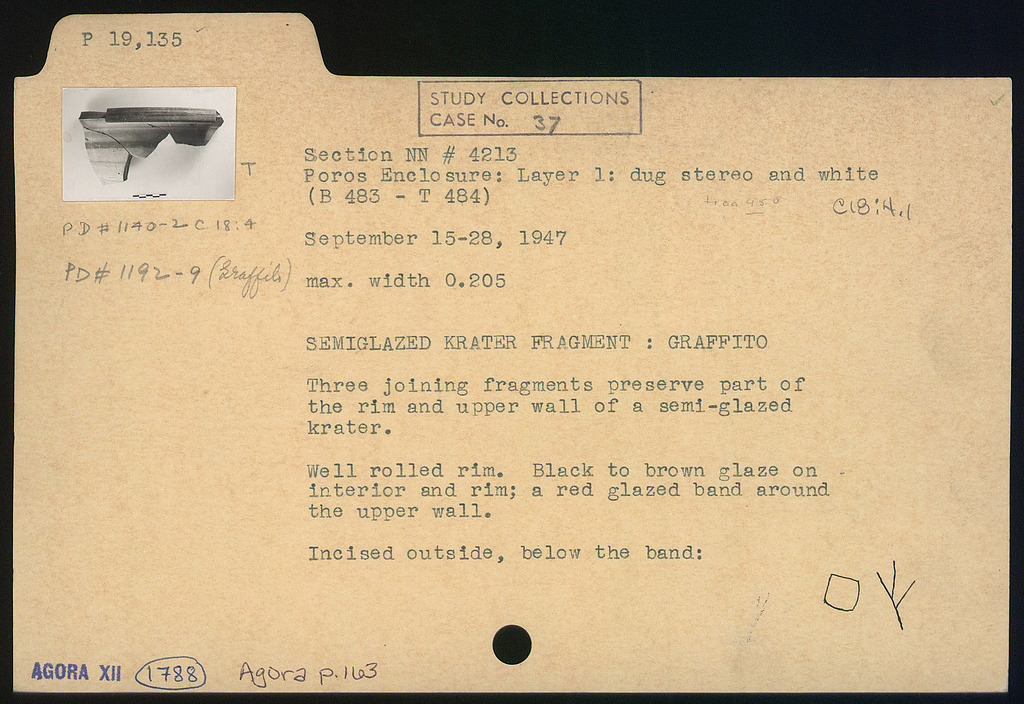 P 19,135
STUDY COLLECTIONS
CASE No. 37
T
Section NN # 4213
Poros Enclosure: Layer 1: dug stereo and white
(B 483 - T 484)
C18:4.1
PD # 1140-2 C 18:4
September 15-28, 1947
PD# 1192-9 (Graffiti)
max. width 0.205
SEMIGLAZED KRATER FRAGMENT : GRAFFITO
Three joining fragments preserve part of
the rim and upper wall of a semi-glazed
krater.
Well rolled rim. Black to brown glaze on
interior and rim; a red glazed band around
the upper wall.
Incised outside, below the band:
AGORA XII 1788 Agora p.163